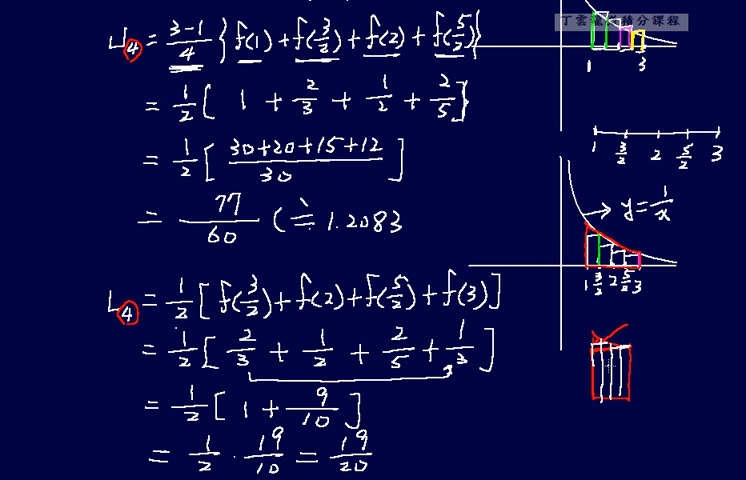 丁雲龍微積分課程
U₄ = (3-1)/4 { f(1) + f(3/2) + f(2) + f(5/2) }
= 1/2 [ 1 + 2/3 + 1/2 + 2/5 ]
= 1/2 [ (30+20+15+12)/30 ]
= 77/60 ( ≒ 1.2083
L₄ = 1/2 [ f(3/2) + f(2) + f(5/2) + f(3) ]
= 1/2 [ 2/3 + 1/2 + 2/5 + 1/3 ]
= 1/2 [ 1 + 9/10 ]
= 1/2 · 19/10 = 19/20
1 3
1 3/2 2 5/2 3
y = 1/x
1 3/2 2 5/2 3